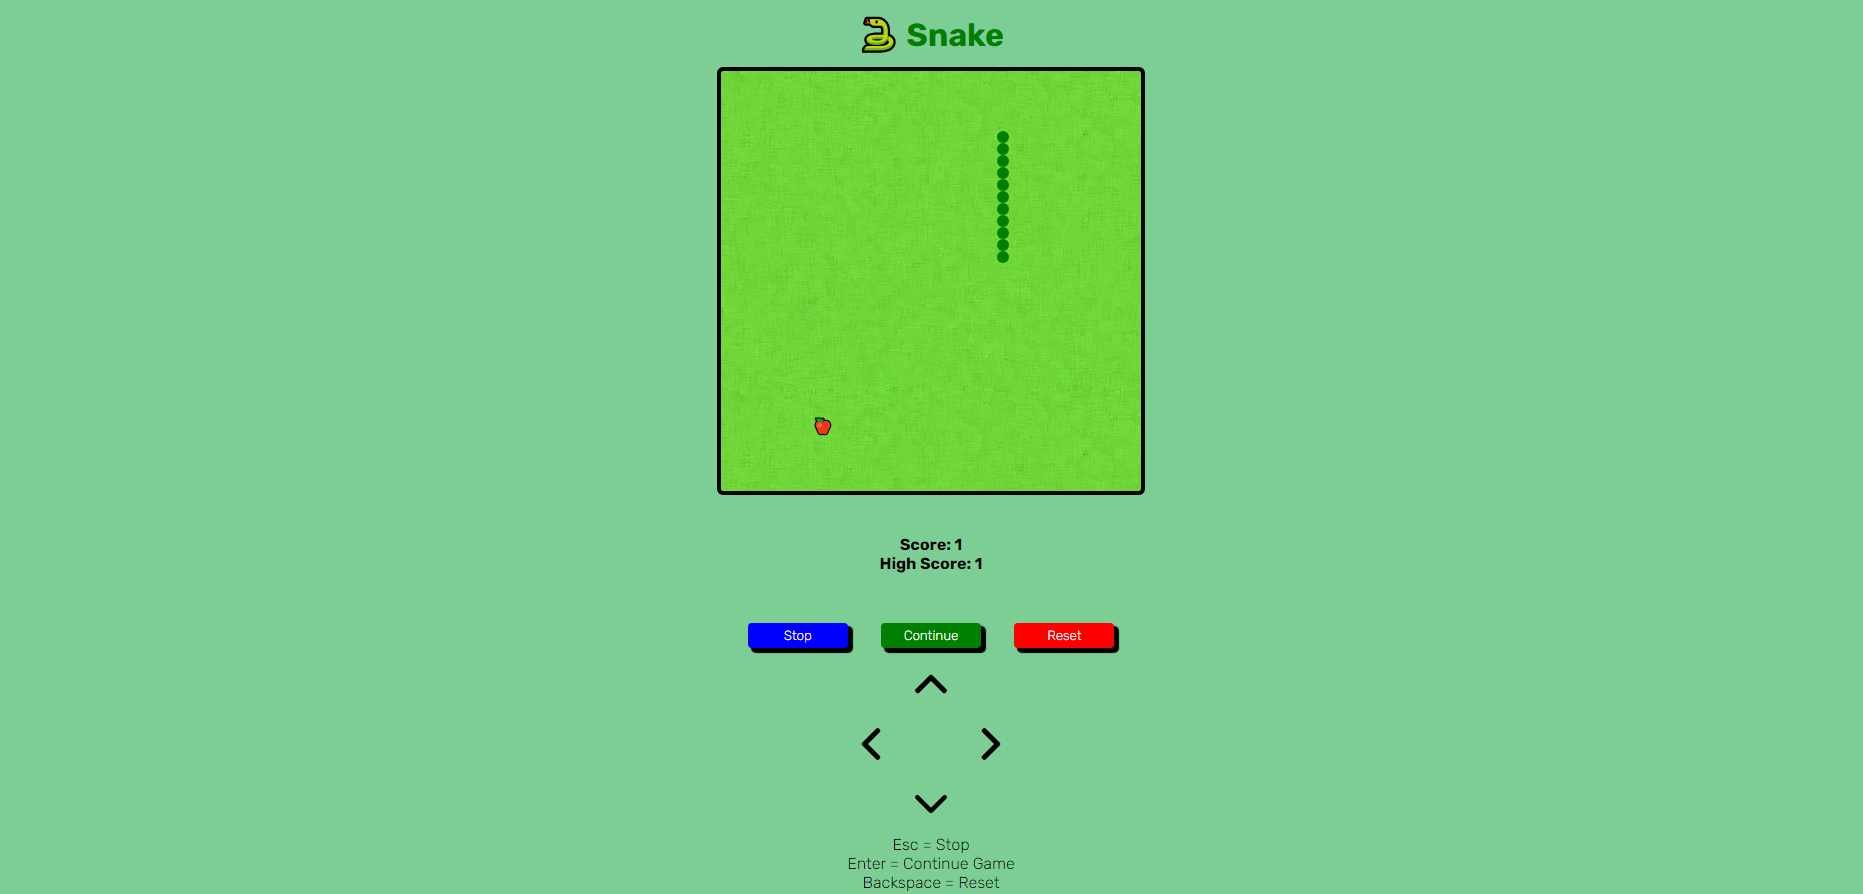 Snake
Score: 1
High Score: 1
Stop Continue Reset
Esc = Stop
Enter = Continue Game
Backspace = Reset